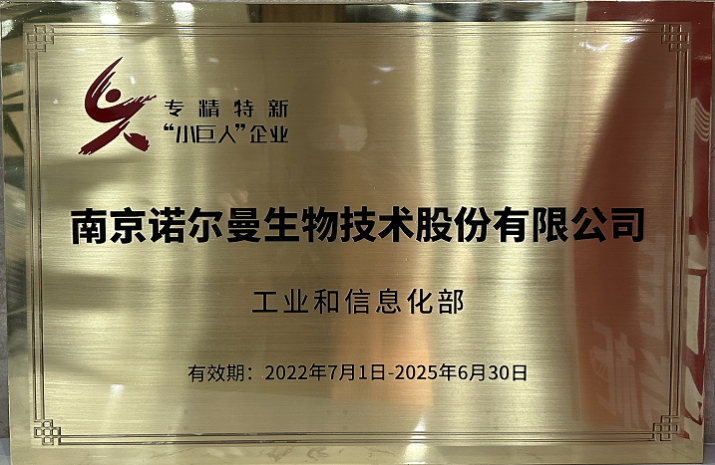 专精特新
“小巨人”企业
南京诺尔曼生物技术股份有限公司
工业和信息化部
有效期：2022年7月1日-2025年6月30日